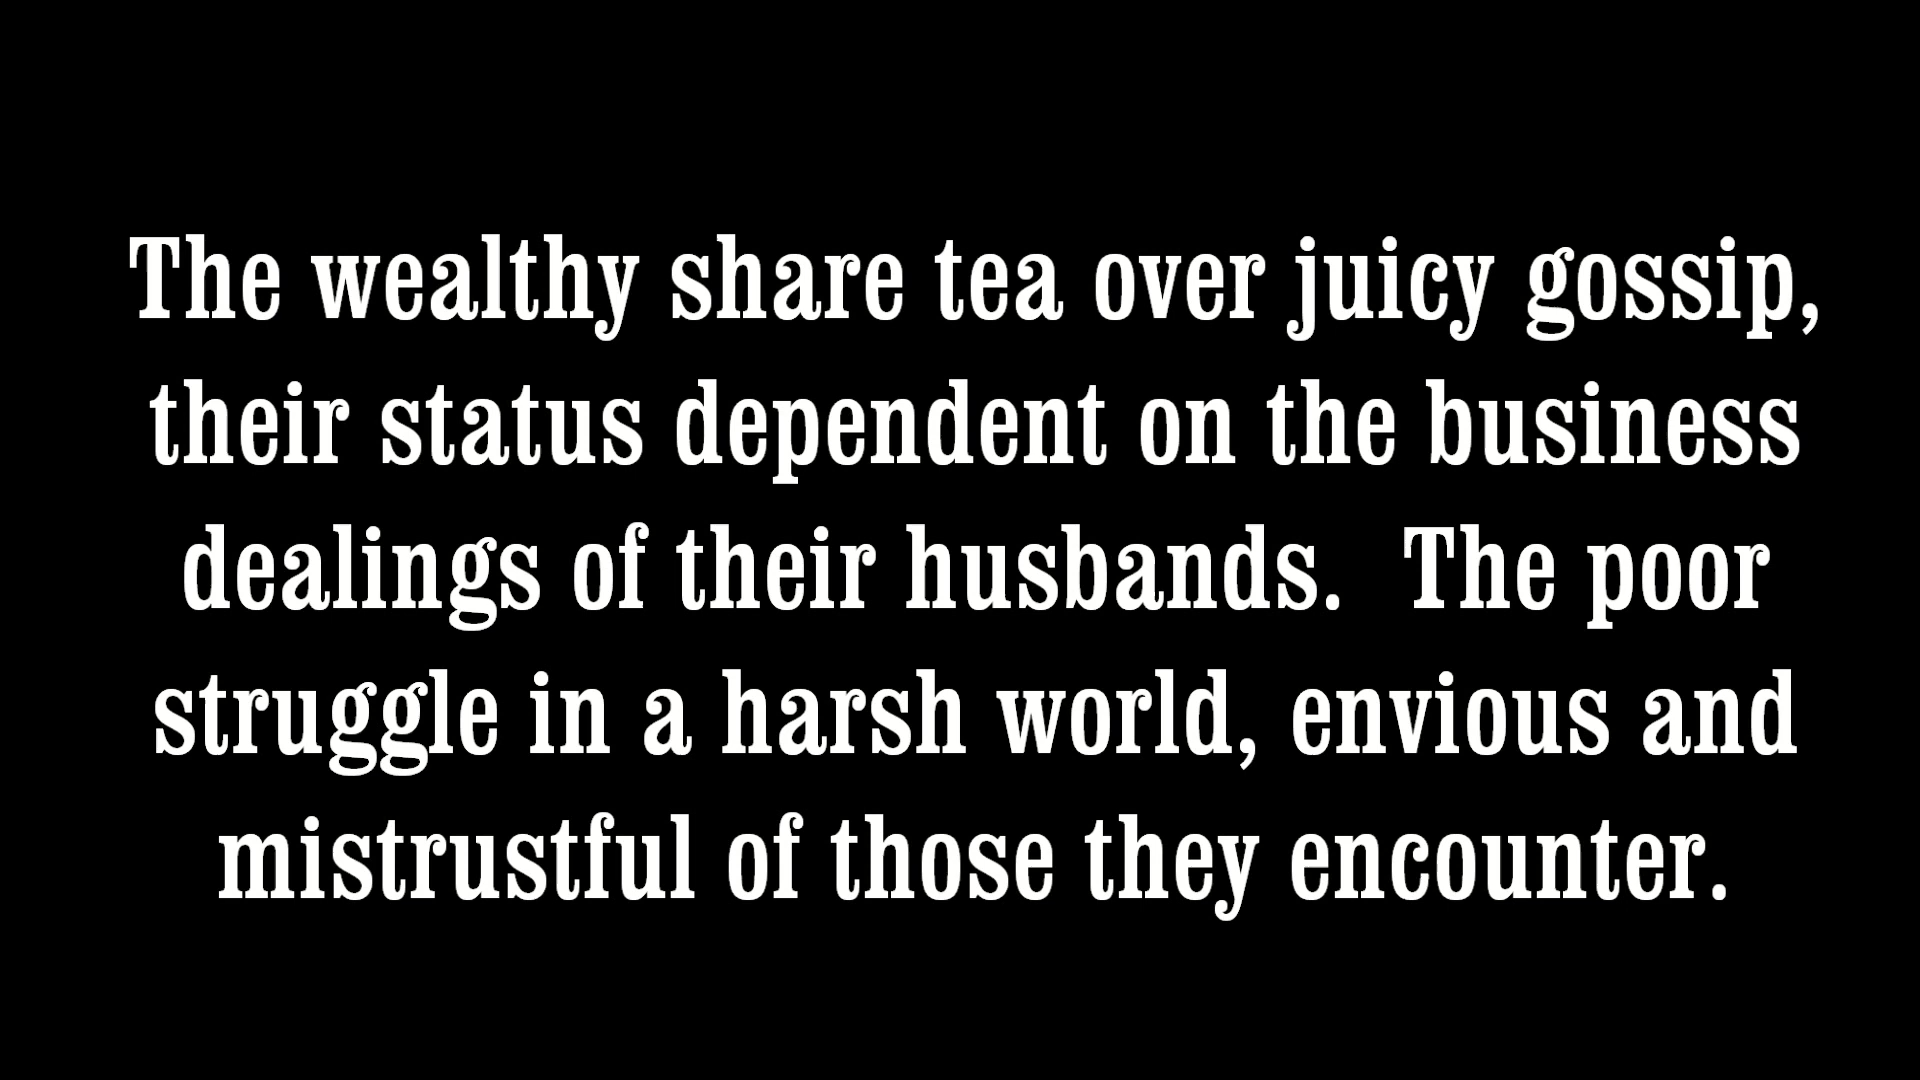 The wealthy share tea over juicy gossip,
their status dependent on the business
dealings of their husbands.  The poor
struggle in a harsh world, envious and
mistrustful of those they encounter.